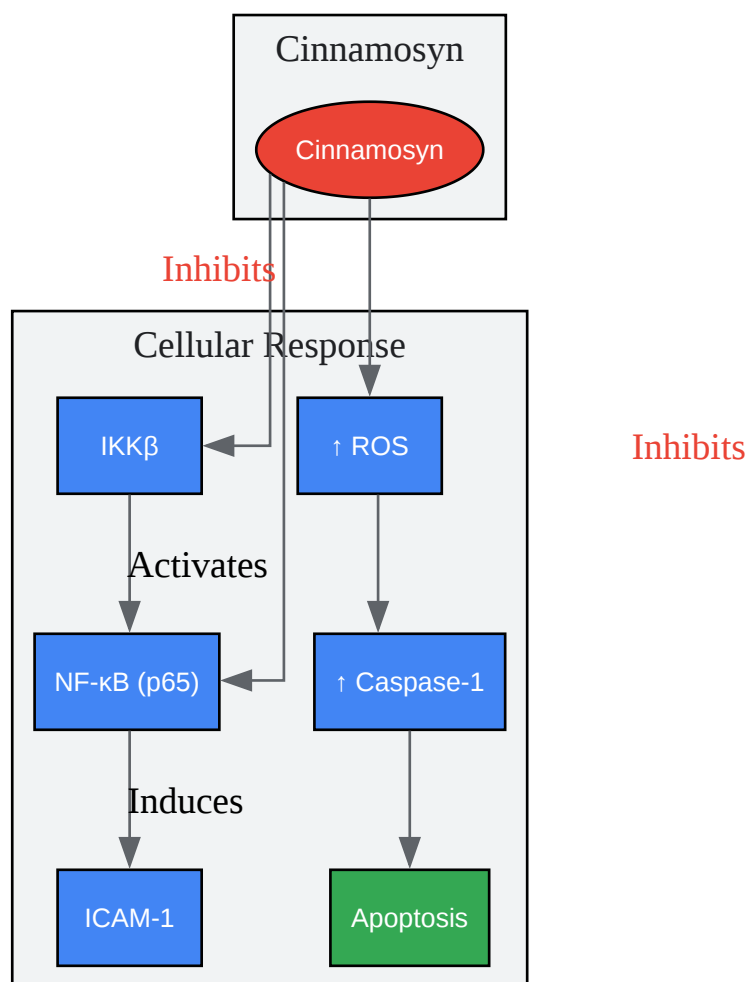 Cinnamosyn
Cinnamosyn
Inhibits
Cellular Response
IKKβ
↑ ROS
Inhibits
Activates
NF-κB (p65)
↑ Caspase-1
Induces
ICAM-1
Apoptosis